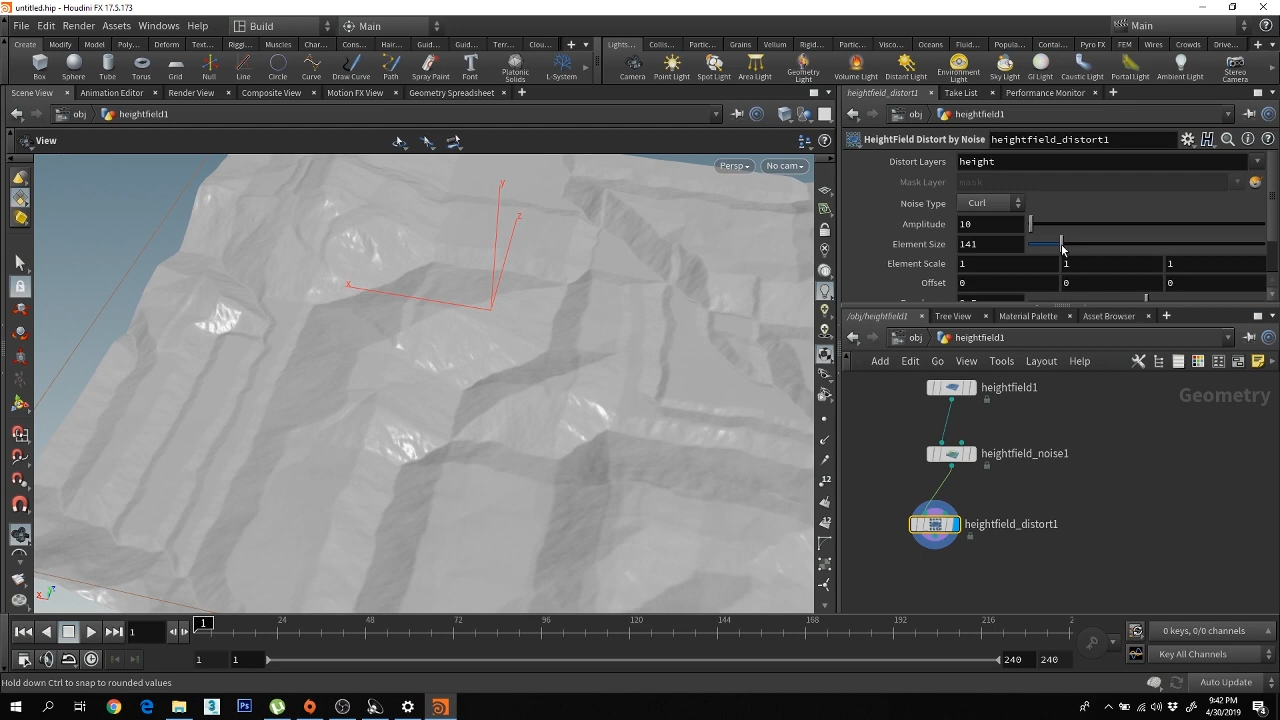 untitled.hip - Houdini FX 17.5.173
File Edit Render Assets Windows Help Build Main Main
Create Modify Model Poly... Deform Text... Riggi... Muscles Char... Cons... Hair... Guid... Guid... Terr... Clou... Lights... Collis... Partic... Grains Vellum Rigid... Partic... Visco... Oceans Fluid... Popula... Contai... Pyro FX FEM Wires Crowds Drive...
Box Sphere Tube Torus Grid Null Line Circle Curve Draw Curve Path Spray Paint Font Platonic Solids L-System Camera Point Light Spot Light Area Light Geometry Light Volume Light Distant Light Environment Light Sky Light GI Light Caustic Light Portal Light Ambient Light Stereo Camera
Scene View Animation Editor Render View Composite View Motion FX View Geometry Spreadsheet
heightfield_distort1 Take List Performance Monitor
obj heightfield1
obj heightfield1
View
Persp No cam
HeightField Distort by Noise heightfield_distort1
Distort Layers height
Mask Layer mask
Noise Type Curl
Amplitude 10
Element Size 141
Element Scale 1 1 1
Offset 0 0 0
y
z
x
/obj/heightfield1 Tree View Material Palette Asset Browser
obj heightfield1
Add Edit Go View Tools Layout Help
Geometry
heightfield1
heightfield_noise1
heightfield_distort1
12
12
x z
1 1 24 48 72 96 120 144 168 192 216 2
1 1 240 240
0 keys, 0/0 channels
Key All Channels
Hold down Ctrl to snap to rounded values
Auto Update
3
Ps
9:42 PM
4/30/2019